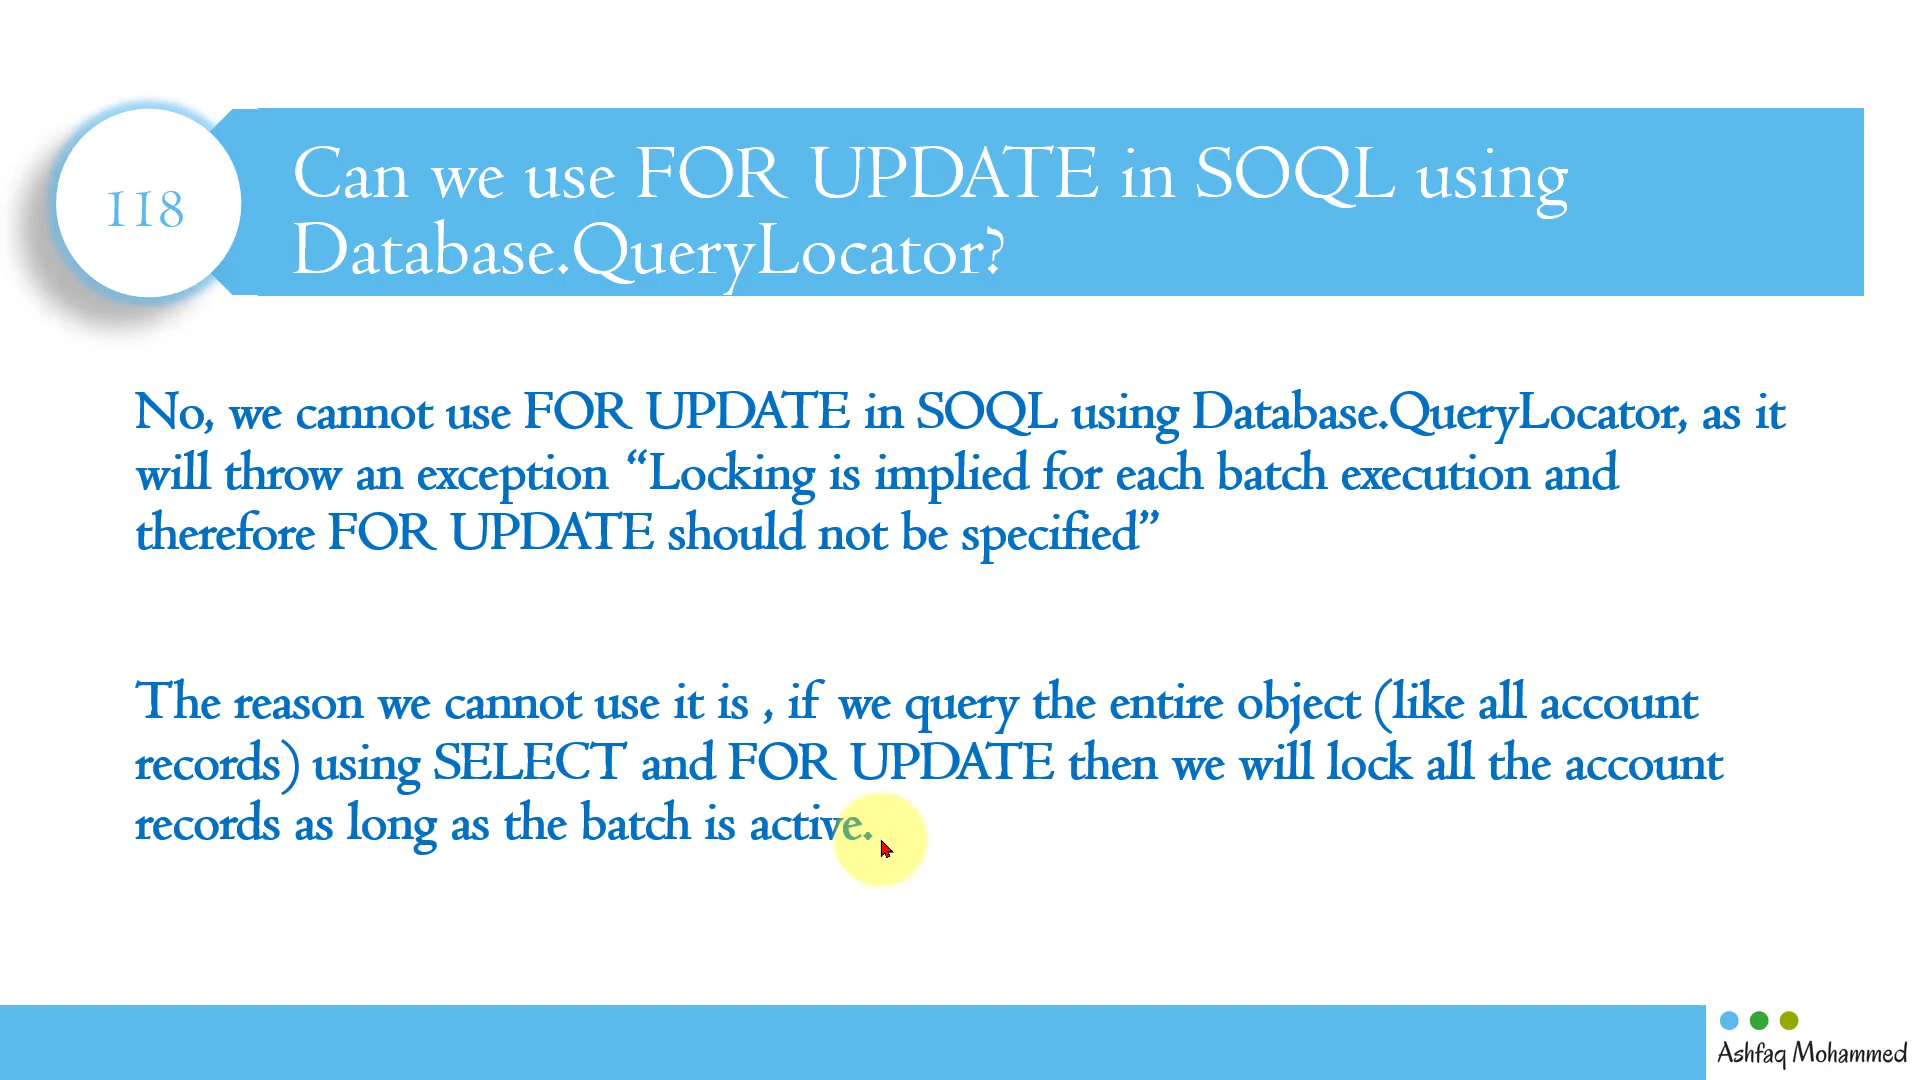 118
Can we use FOR UPDATE in SOQL using
Database.QueryLocator?
No, we cannot use FOR UPDATE in SOQL using Database.QueryLocator, as it
will throw an exception “Locking is implied for each batch execution and
therefore FOR UPDATE should not be specified”
The reason we cannot use it is , if we query the entire object (like all account
records) using SELECT and FOR UPDATE then we will lock all the account
records as long as the batch is active.
Ashfaq Mohammed